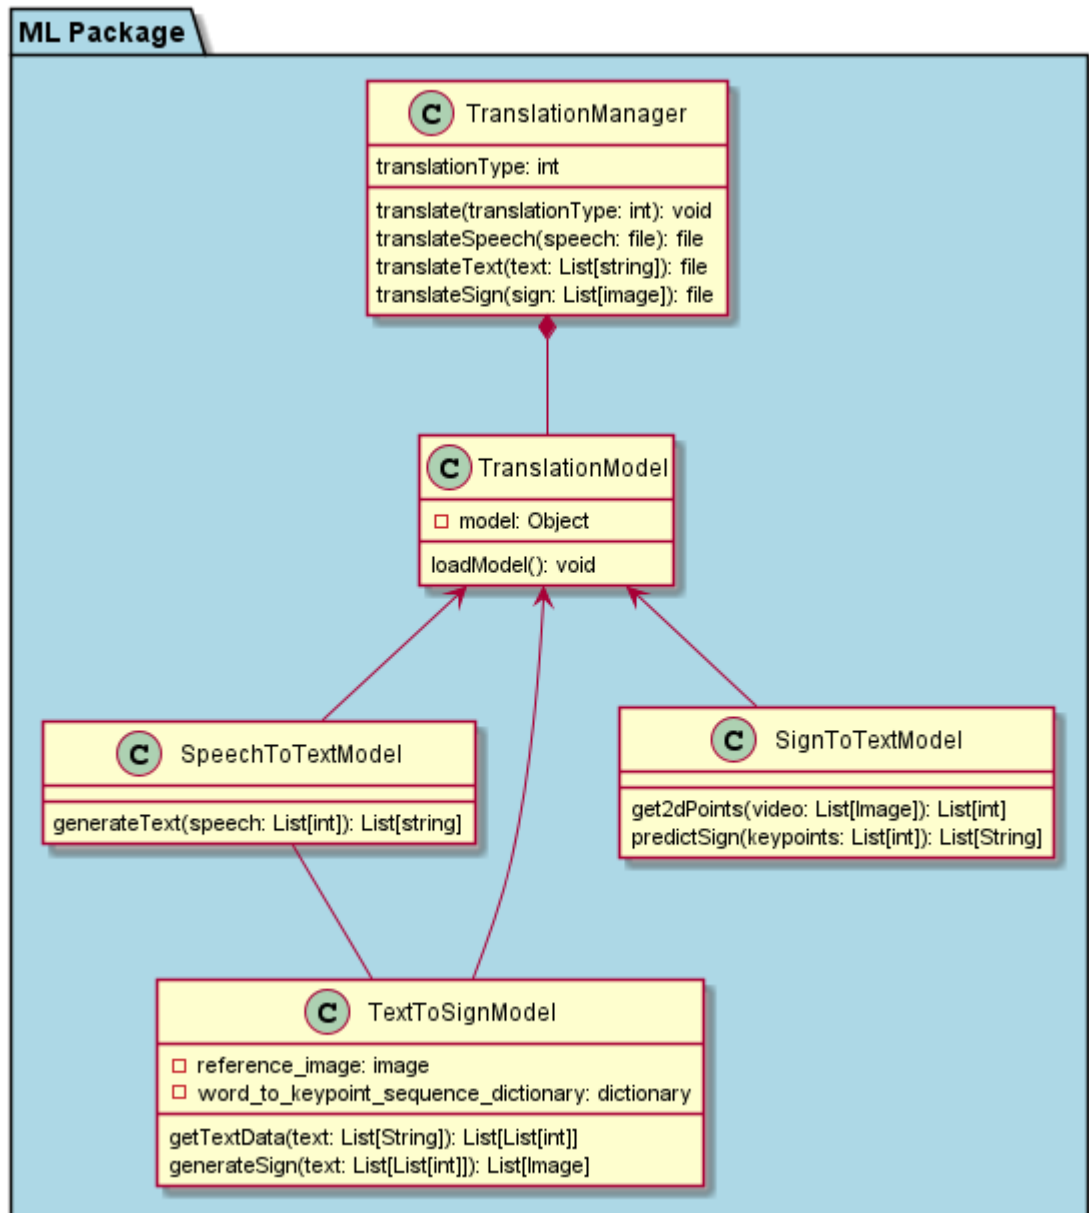 ML Package
C TranslationManager
translationType: int
translate(translationType: int): void
translateSpeech(speech: file): file
translateText(text: List[string]): file
translateSign(sign: List[image]): file
C TranslationModel
model: Object
loadModel(): void
C SpeechToTextModel
generateText(speech: List[int]): List[string]
C SignToTextModel
get2dPoints(video: List[Image]): List[int]
predictSign(keypoints: List[int]): List[String]
C TextToSignModel
reference_image: image
word_to_keypoint_sequence_dictionary: dictionary
getTextData(text: List[String]): List[List[int]]
generateSign(text: List[List[int]]): List[Image]